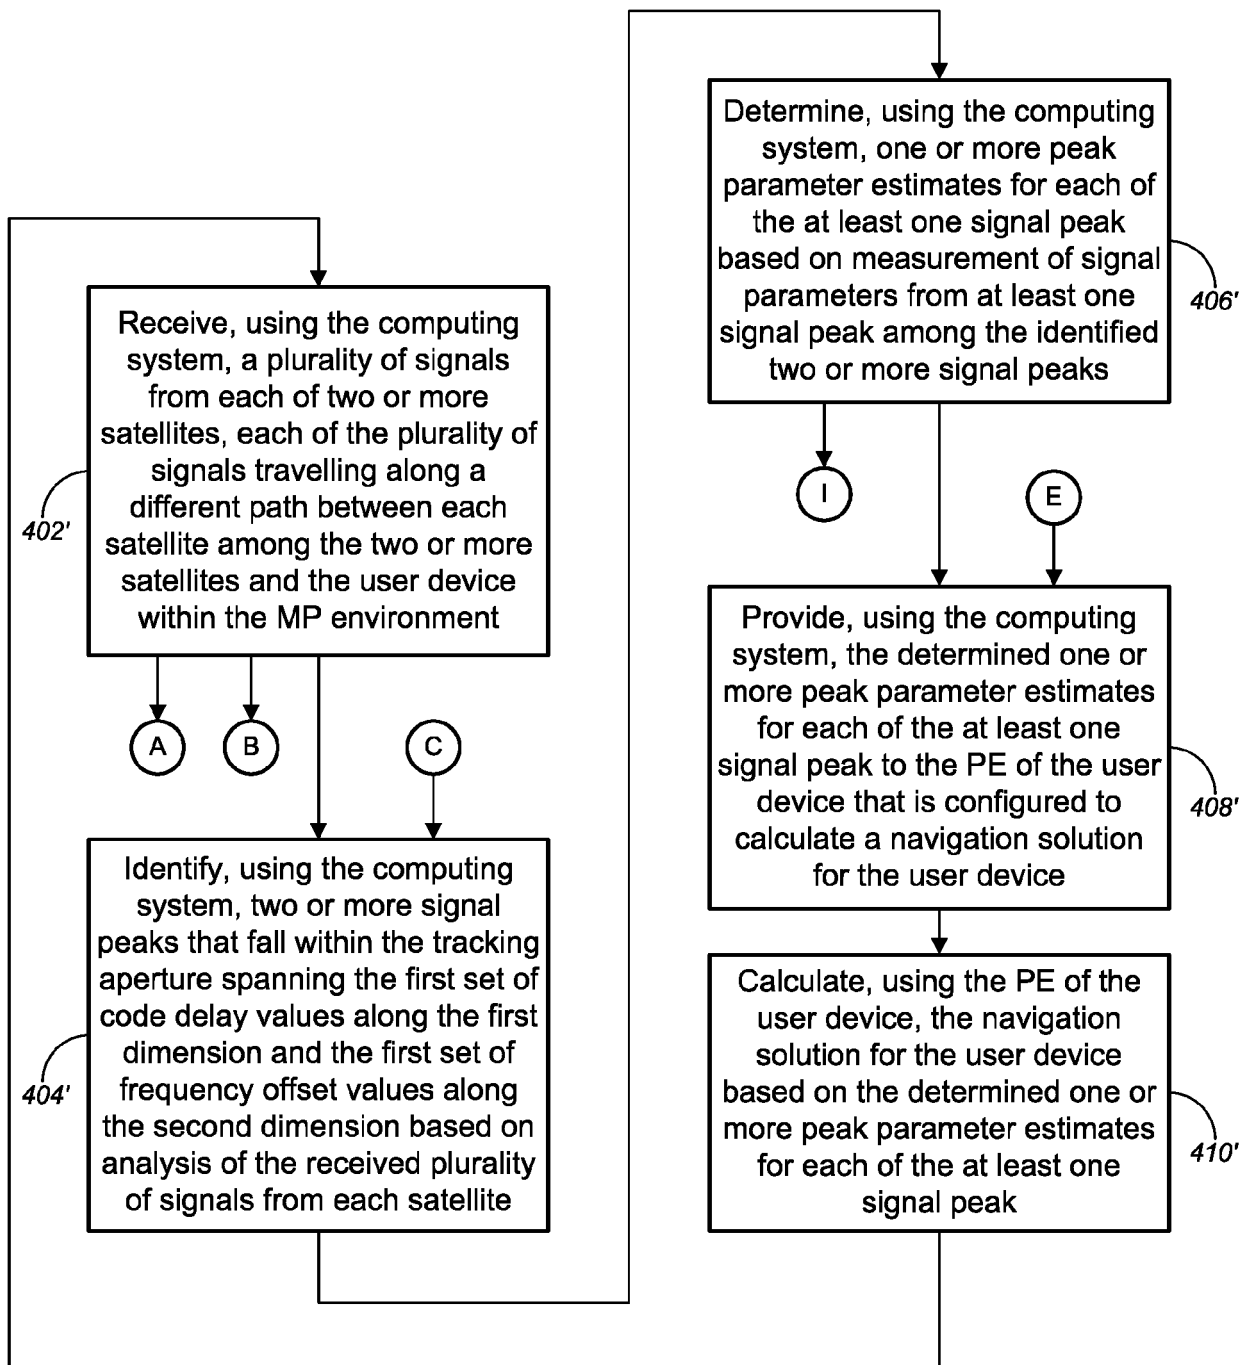 Receive, using the computing
system, a plurality of signals
from each of two or more
satellites, each of the plurality of
signals travelling along a
different path between each
satellite among the two or more
satellites and the user device
within the MP environment
402'
A
B
C
Identify, using the computing
system, two or more signal
peaks that fall within the tracking
aperture spanning the first set of
code delay values along the first
dimension and the first set of
frequency offset values along
the second dimension based on
analysis of the received plurality
of signals from each satellite
404'
Determine, using the computing
system, one or more peak
parameter estimates for each of
the at least one signal peak
based on measurement of signal
parameters from at least one
signal peak among the identified
two or more signal peaks
406'
I
E
Provide, using the computing
system, the determined one or
more peak parameter estimates
for each of the at least one
signal peak to the PE of the user
device that is configured to
calculate a navigation solution
for the user device
408'
Calculate, using the PE of the
user device, the navigation
solution for the user device
based on the determined one or
more peak parameter estimates
for each of the at least one
signal peak
410'